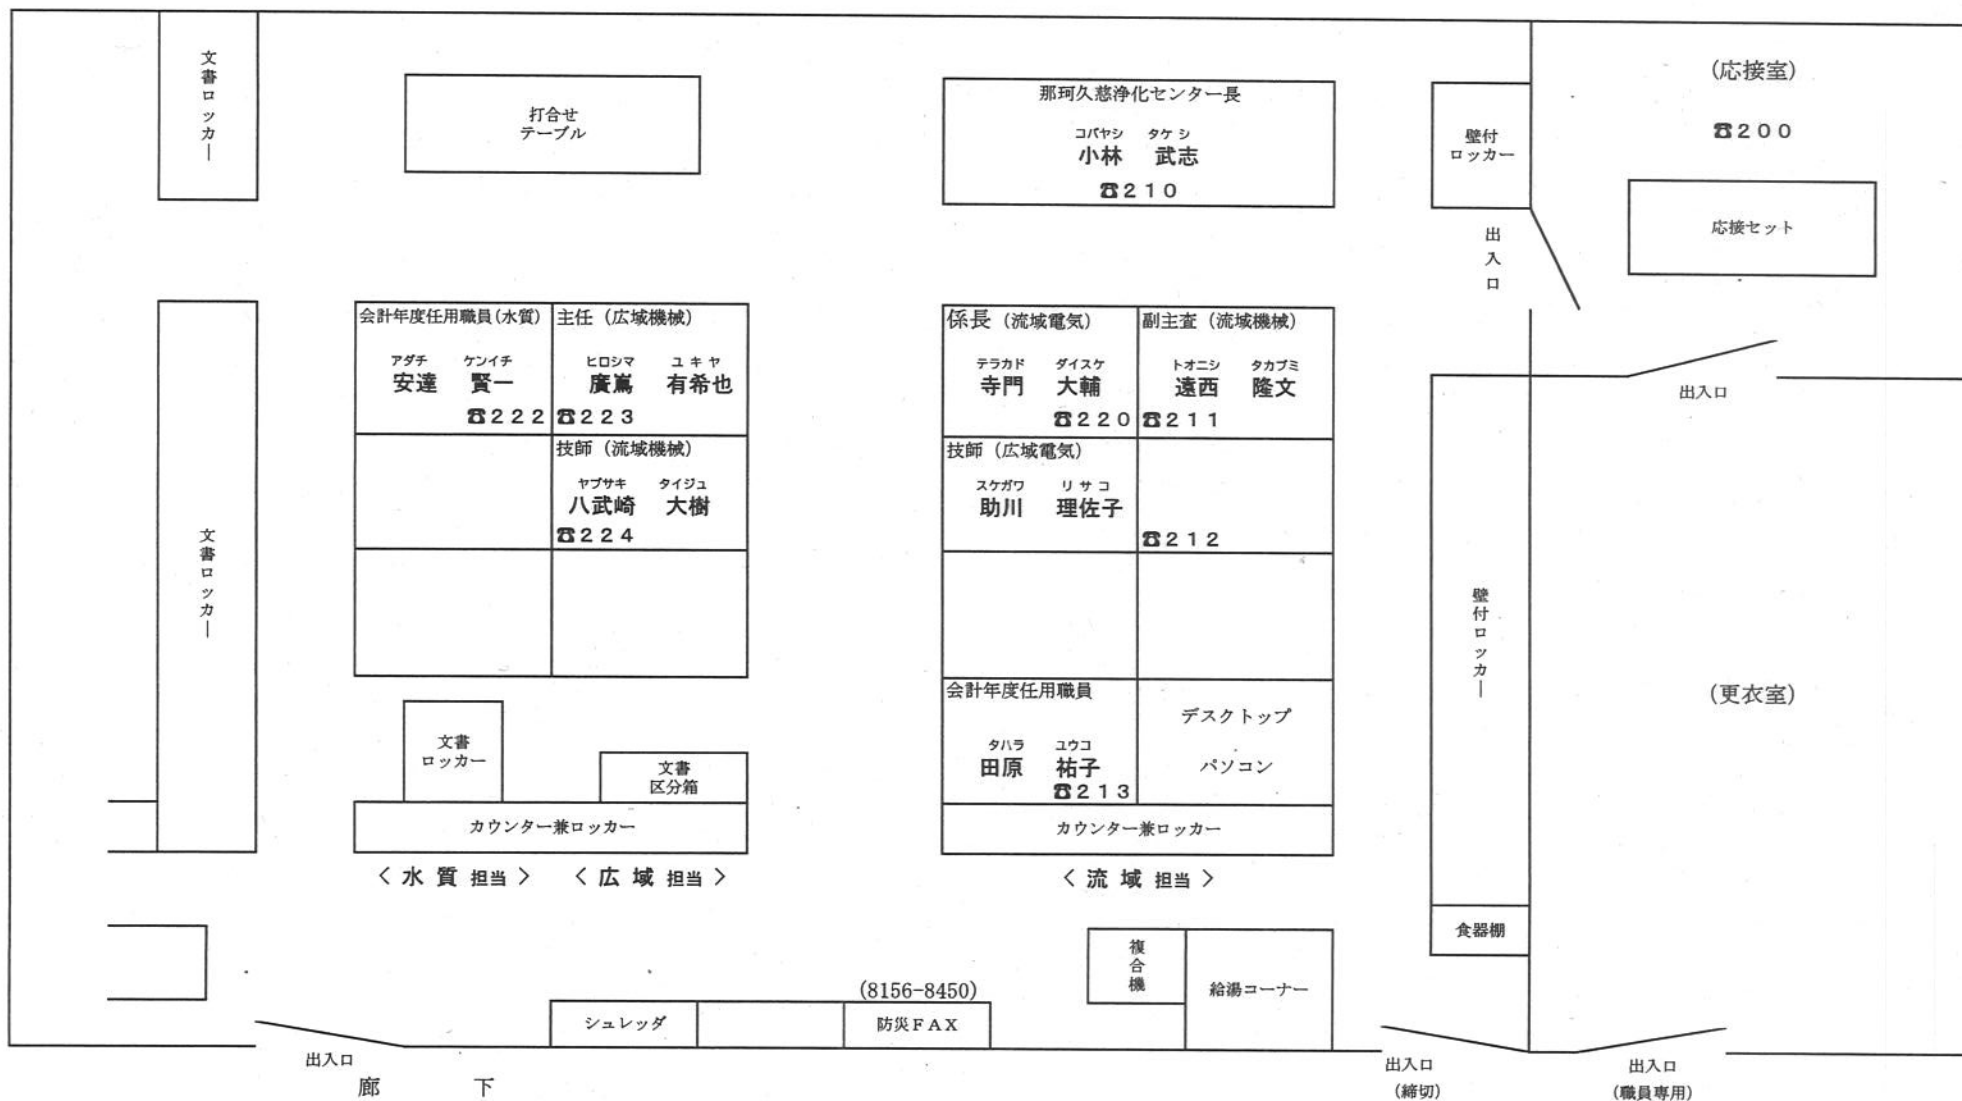 文書ロッカー
打合せ
テーブル
那珂久慈浄化センター長
コバヤシ タケシ
小林 武志
☎210
壁付
ロッカー
(応接室)
☎200
応接セット
出入口
出入口
文書ロッカー
会計年度任用職員(水質)
アダチ ケンイチ
安達 賢一
☎222
主任(広域機械)
ヒロシマ ユキヤ
廣嶌 有希也
☎223
技師(流域機械)
ヤブサキ タイジュ
八武崎 大樹
☎224
係長(流域電気)
テラカド ダイスケ
寺門 大輔
☎220
副主査(流域機械)
トオニシ タカブミ
遠西 隆文
☎211
技師(広域電気)
スケガワ リサコ
助川 理佐子
☎212
会計年度任用職員
タハラ ユウコ
田原 祐子
☎213
デスクトップ
パソコン
壁付ロッカー
(更衣室)
文書
ロッカー
文書
区分箱
カウンター兼ロッカー
カウンター兼ロッカー
〈水質担当〉 〈広域担当〉
〈流域担当〉
食器棚
複合機
給湯コーナー
(8156-8450)
シュレッダ
防災FAX
出入口
廊下
出入口
(締切)
出入口
(職員専用)